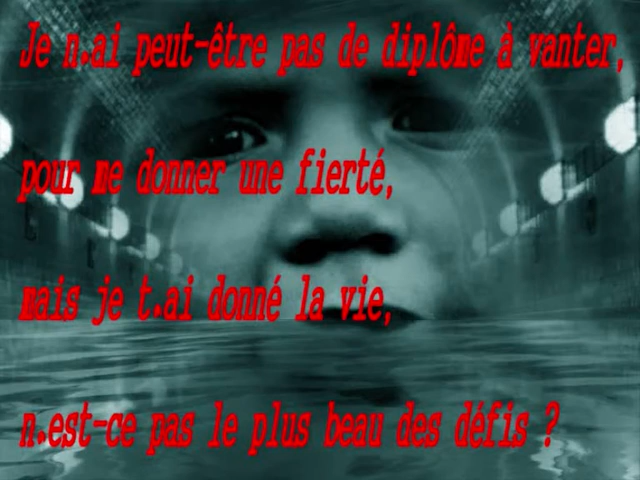 Je n.ai peut-être pas de diplôme à vanter,
pour me donner une fierté,
mais je t.ai donné la vie,
n.est-ce pas le plus beau des défis ?